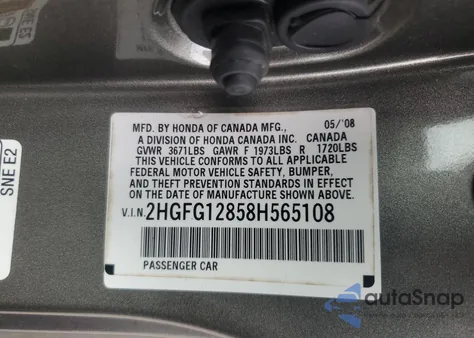 05/'08
MFD. BY HONDA OF CANADA MFG.,
A DIVISION OF HONDA CANADA INC. CANADA
GVWR 3671LBS GAWR F 1973LBS R 1720LBS
THIS VEHICLE CONFORMS TO ALL APPLICABLE
FEDERAL MOTOR VEHICLE SAFETY, BUMPER,
AND THEFT PREVENTION STANDARDS IN EFFECT
ON THE DATE OF MANUFACTURE SHOWN ABOVE.
V.I.N. 2HGFG12858H565108
PASSENGER CAR
SNE E2
autoSnap